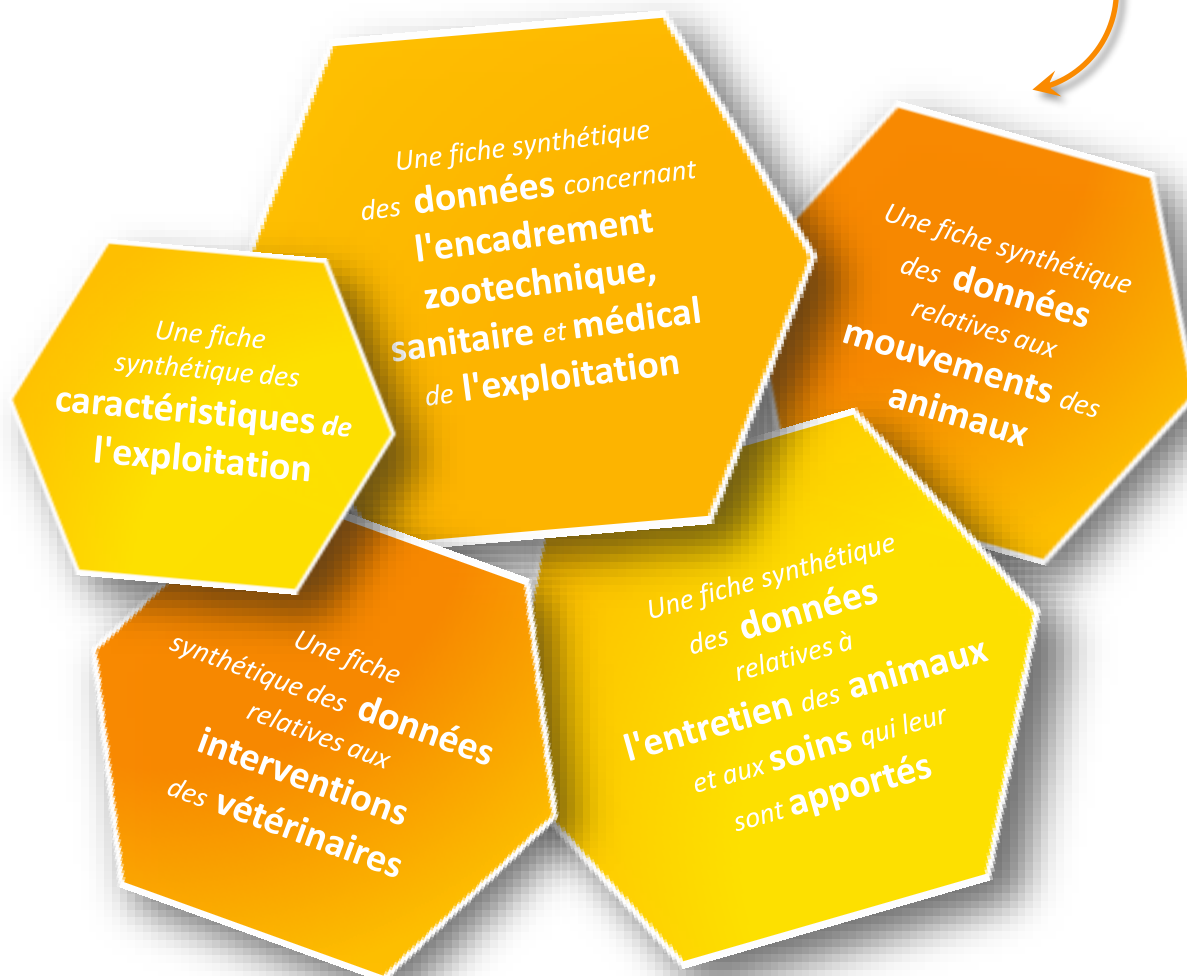 Une fiche synthétique
des données concernant
l'encadrement
zootechnique,
sanitaire et médical
de l'exploitation
Une fiche synthétique
des données
relatives aux
mouvements des
animaux
Une fiche
synthétique des
caractéristiques de
l'exploitation
Une fiche
synthétique des données
relatives aux
interventions
des vétérinaires
Une fiche synthétique
des données
relatives à
l'entretien des animaux
et aux soins qui leur
sont apportés